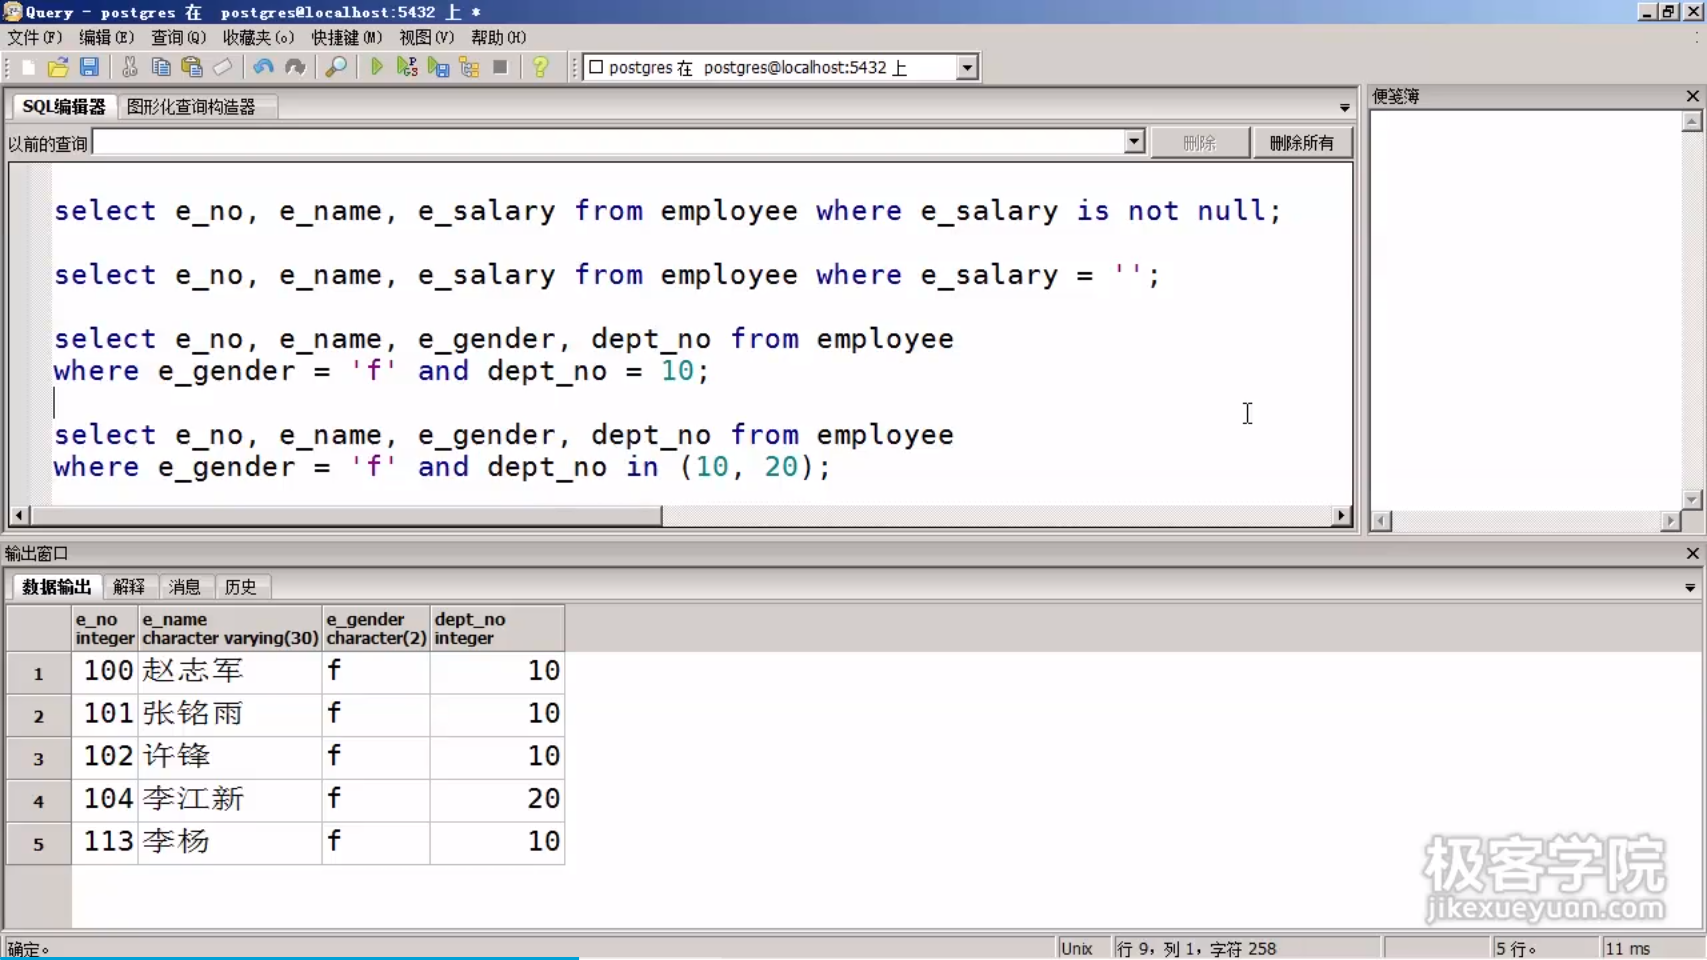 Query - postgres 在 postgres@localhost:5432 上 *
文件(F) 编辑(E) 查询(Q) 收藏夹(o) 快捷键(M) 视图(V) 帮助(H)
postgres 在 postgres@localhost:5432 上
SQL编辑器 图形化查询构造器
便笺簿
以前的查询 删除 删除所有
select e_no, e_name, e_salary from employee where e_salary is not null;
select e_no, e_name, e_salary from employee where e_salary = '';
select e_no, e_name, e_gender, dept_no from employee
where e_gender = 'f' and dept_no = 10;
select e_no, e_name, e_gender, dept_no from employee
where e_gender = 'f' and dept_no in (10, 20);
输出窗口
数据输出 解释 消息 历史
e_no e_name e_gender dept_no
integer character varying(30) character(2) integer
1 100 赵志军 f 10
2 101 张铭雨 f 10
3 102 许锋 f 10
4 104 李江新 f 20
5 113 李杨 f 10
极客学院
jikexueyuan.com
确定。 Unix 行 9, 列 1, 字符 258 5 行。 11 ms